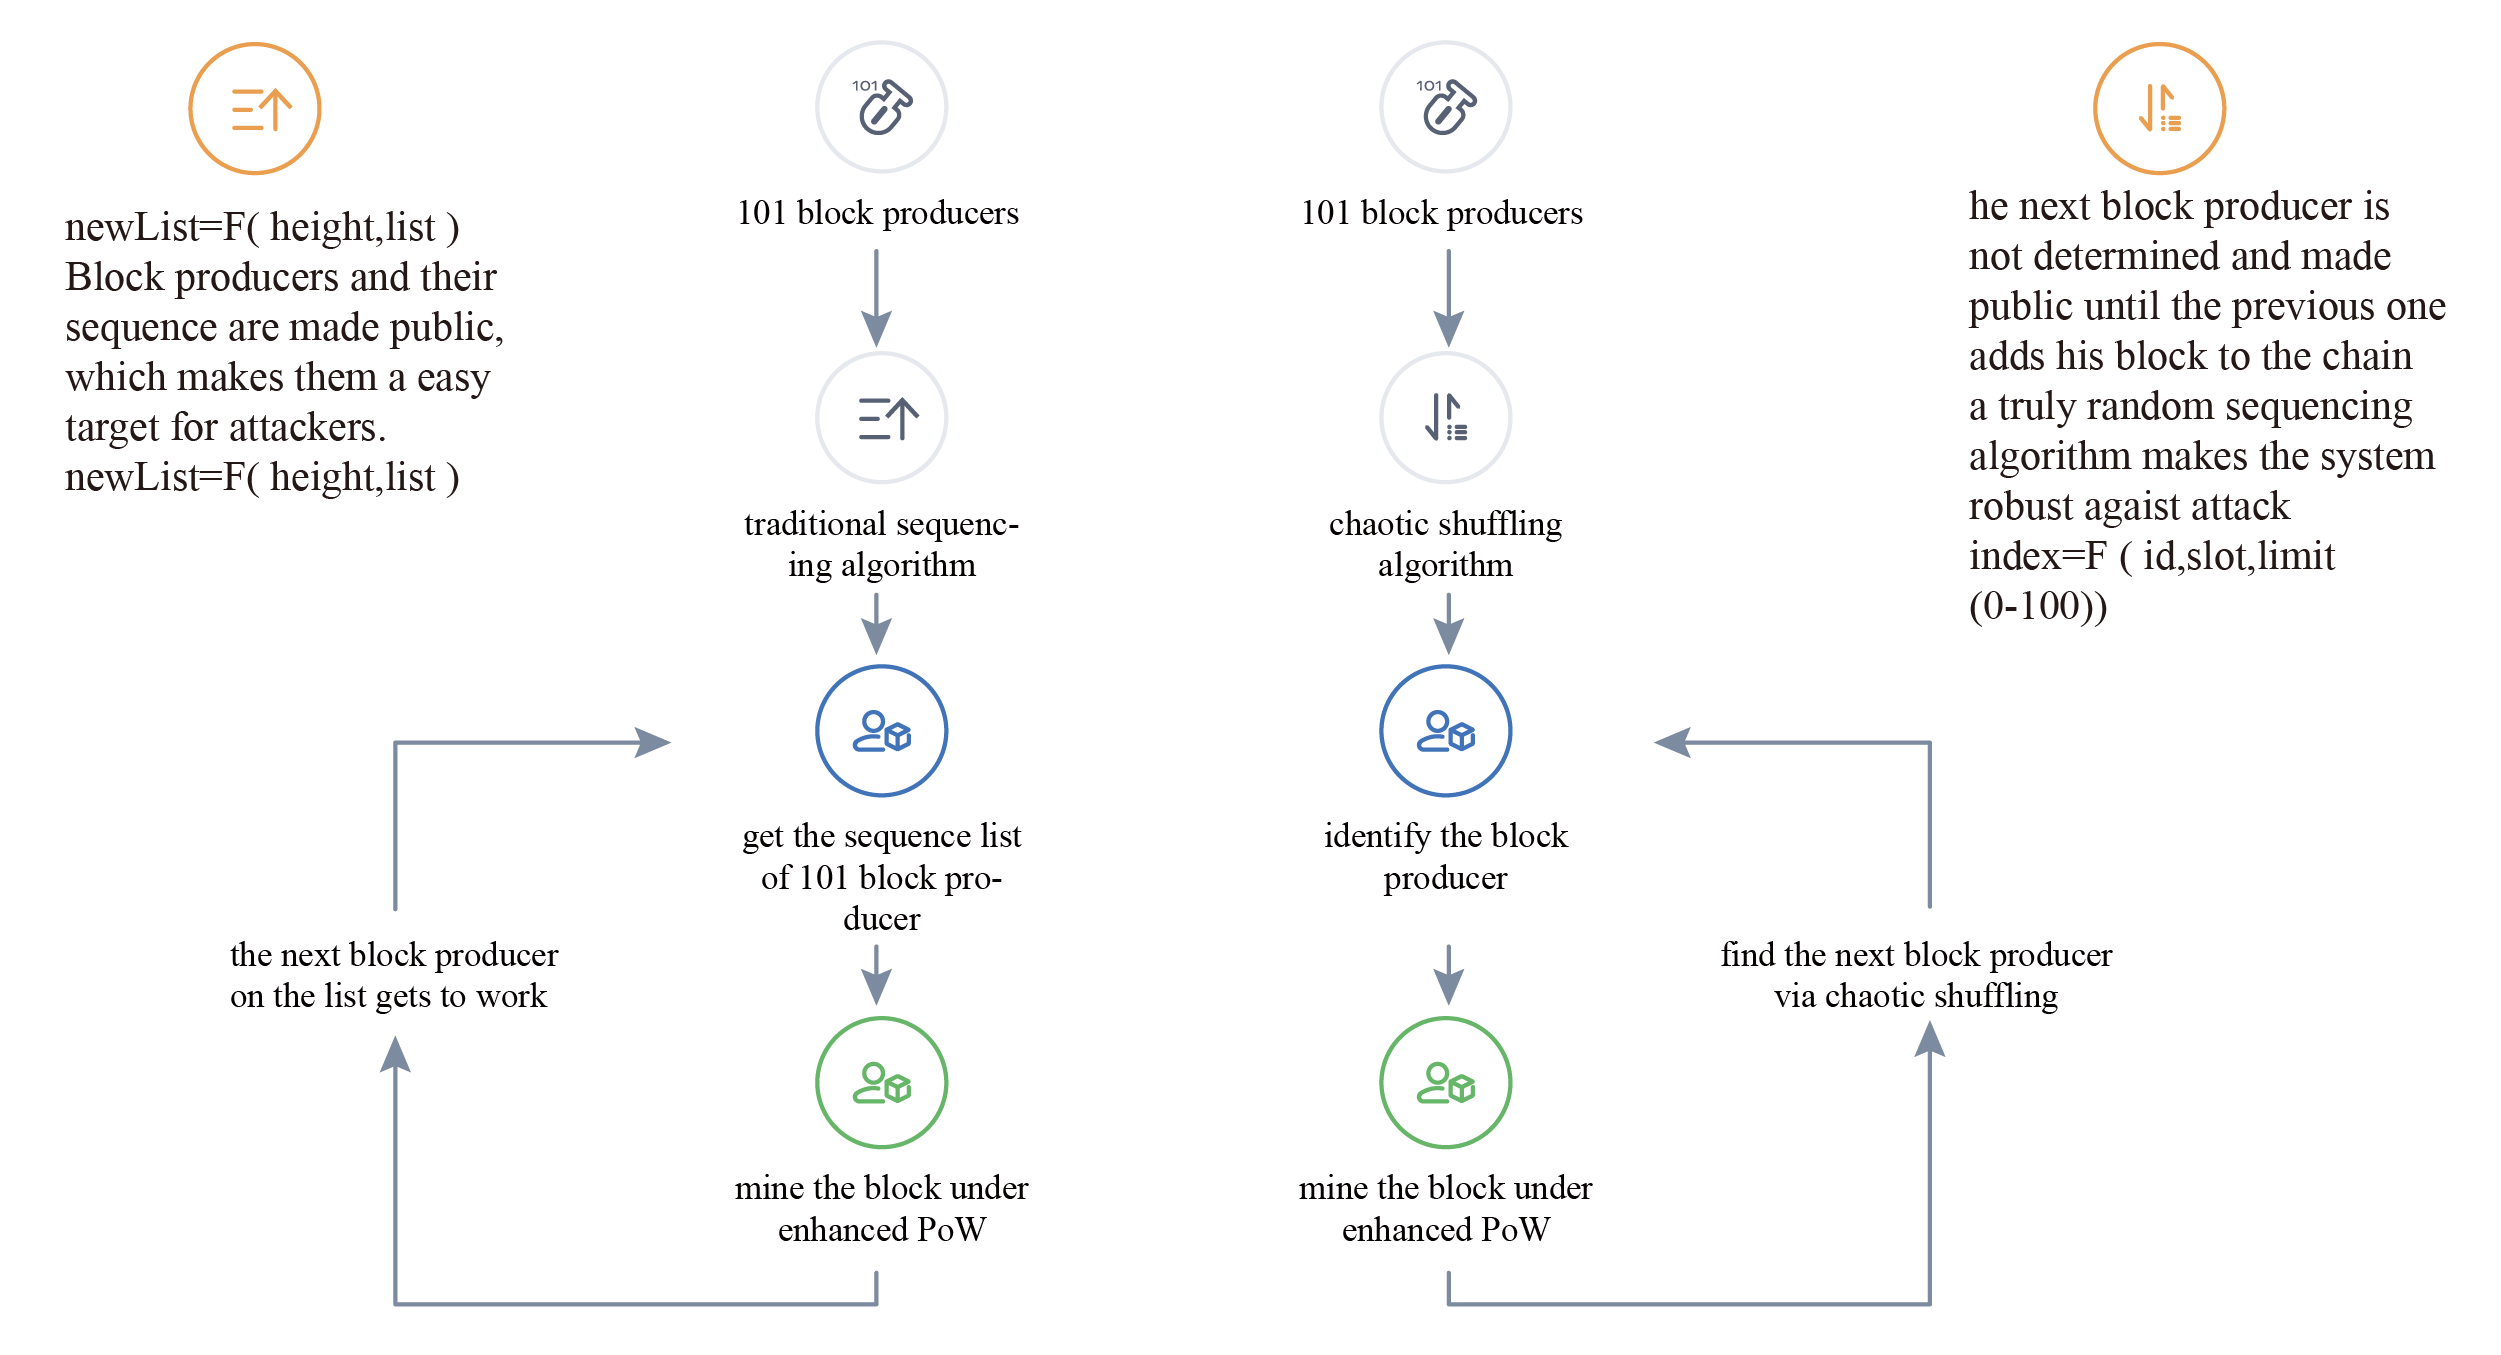 newList=F( height,list )
Block producers and their
sequence are made public,
which makes them a easy
target for attackers.
newList=F( height,list )
101
101 block producers
traditional sequenc-
ing algorithm
get the sequence list
of 101 block pro-
ducer
mine the block under
enhanced PoW
the next block producer
on the list gets to work
101
101 block producers
chaotic shuffling
algorithm
identify the block
producer
mine the block under
enhanced PoW
find the next block producer
via chaotic shuffling
he next block producer is
not determined and made
public until the previous one
adds his block to the chain
a truly random sequencing
algorithm makes the system
robust agaist attack
index=F ( id,slot,limit
(0-100))